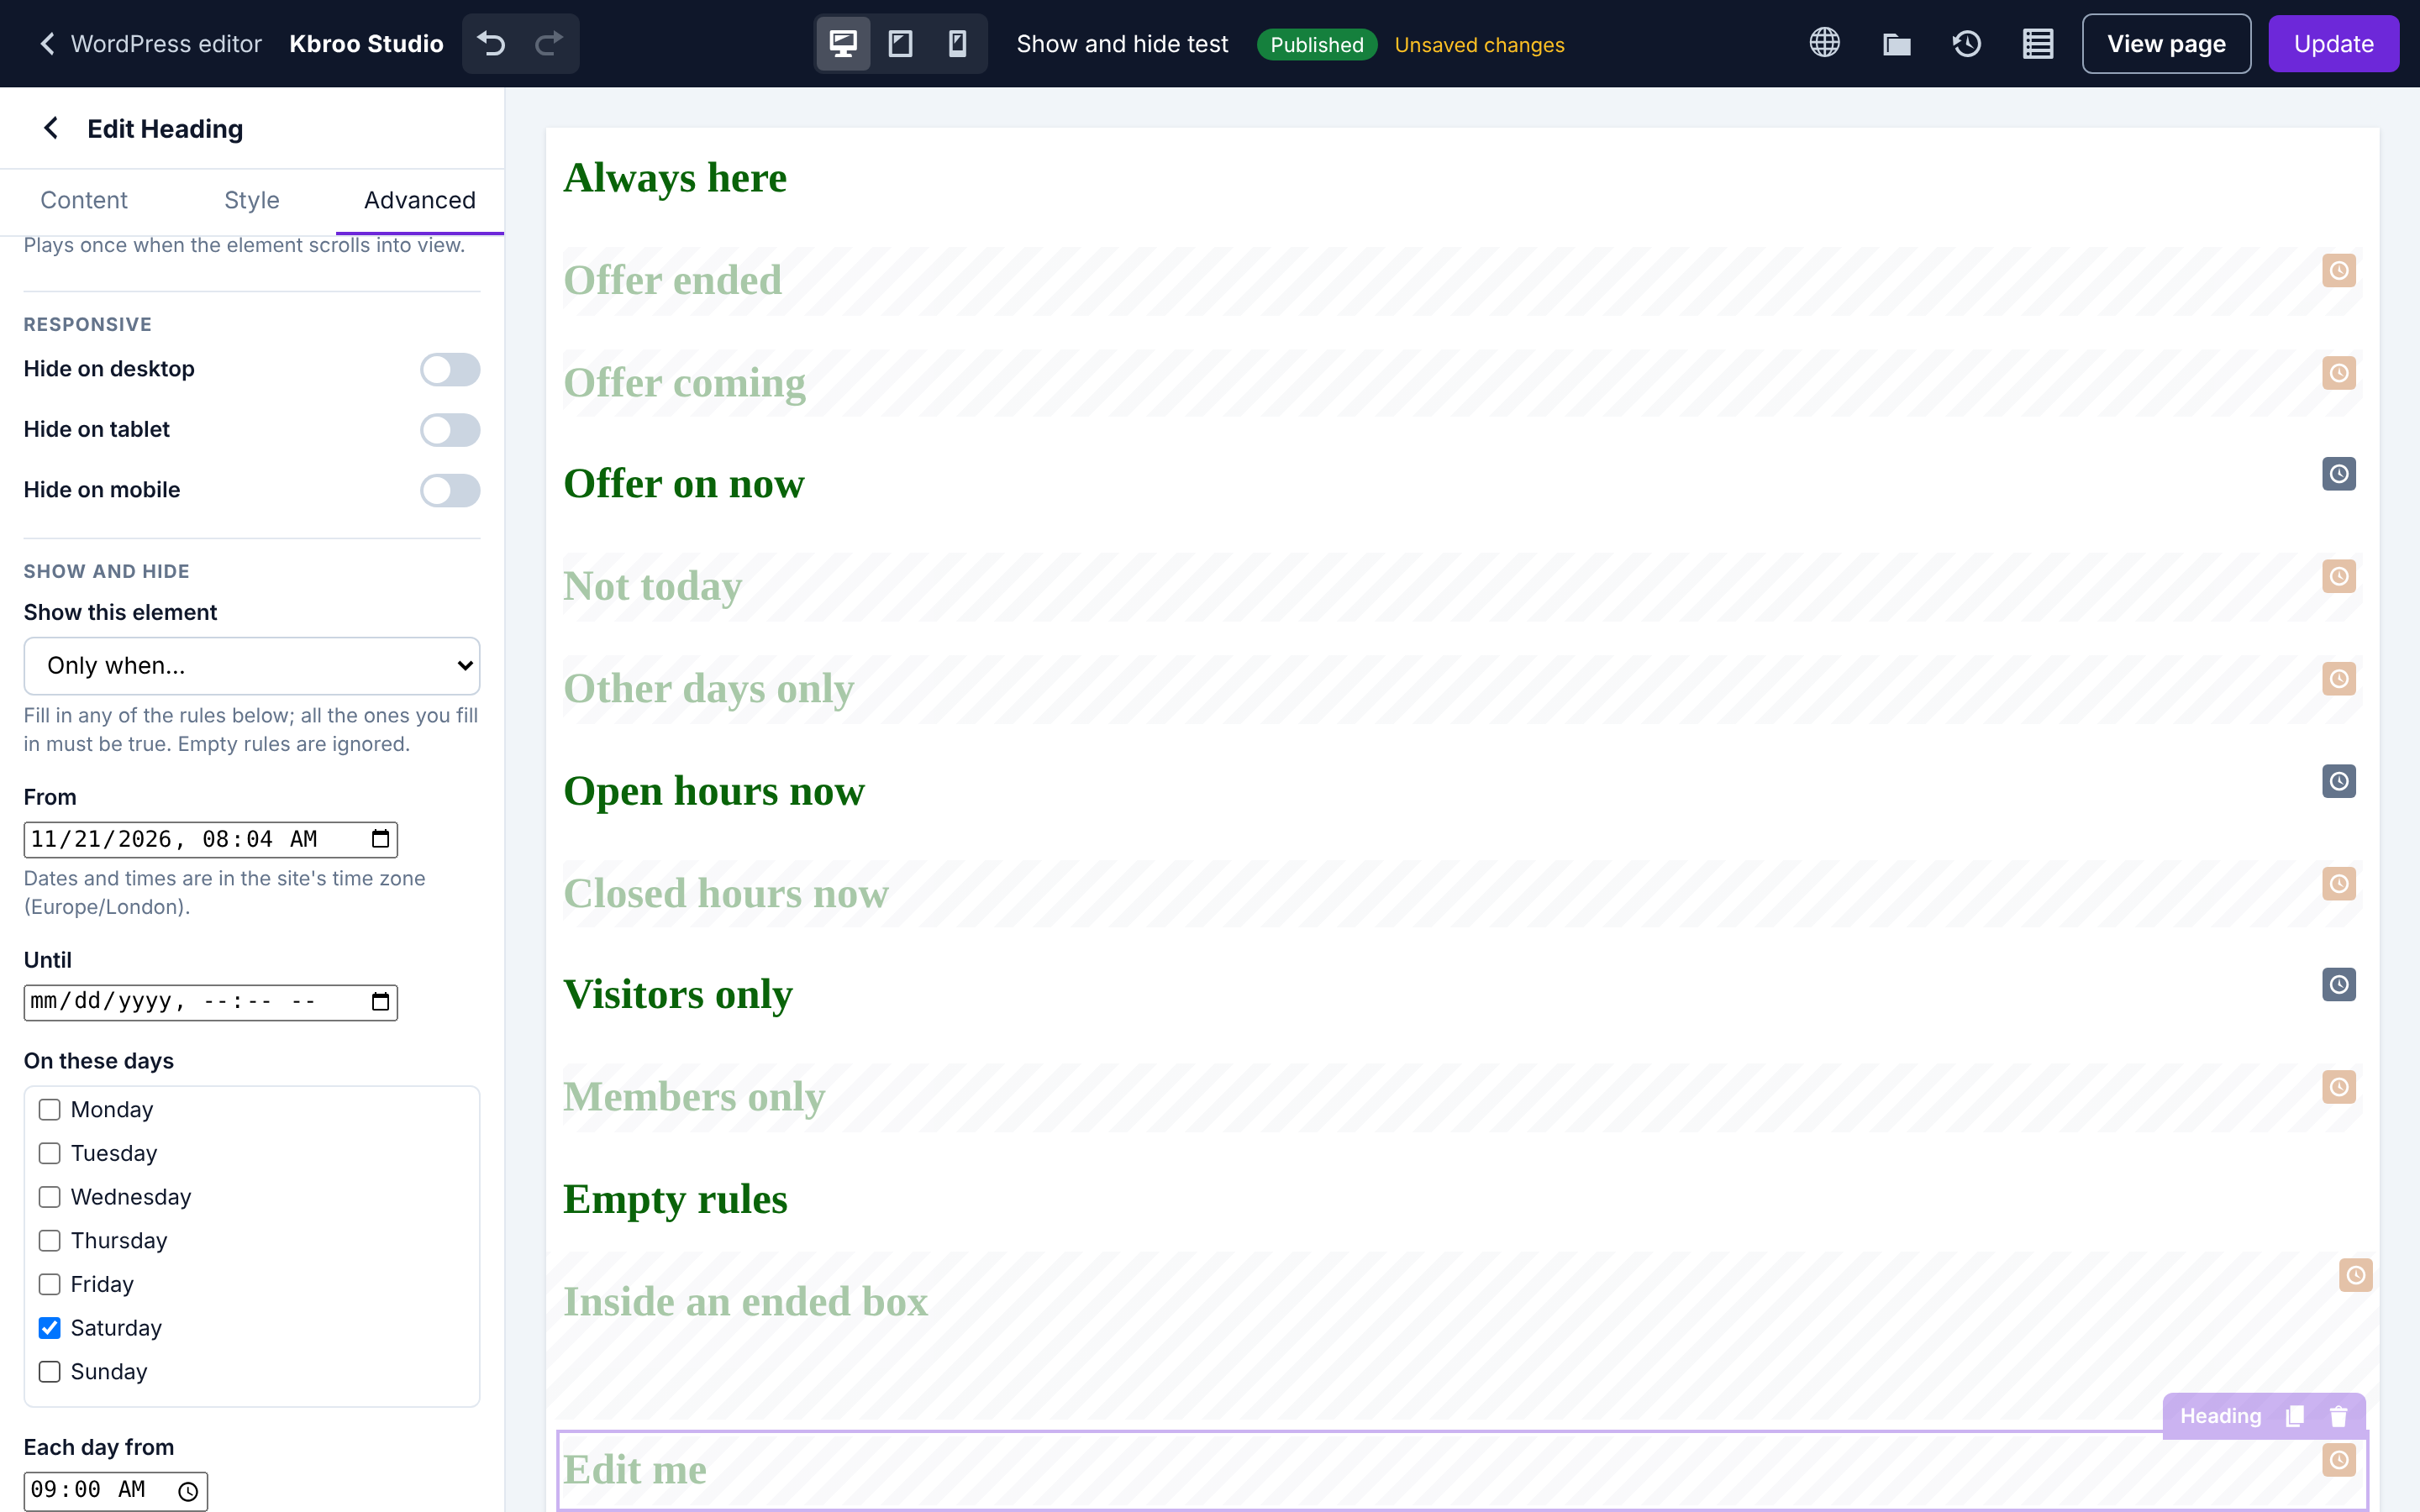 WordPress editor Kbroo Studio Show and hide test Published Unsaved changes View page Update
Edit Heading
Content Style Advanced
Plays once when the element scrolls into view.
RESPONSIVE
Hide on desktop
Hide on tablet
Hide on mobile
SHOW AND HIDE
Show this element
Only when...
Fill in any of the rules below; all the ones you fill
in must be true. Empty rules are ignored.
From
11/21/2026, 08:04 AM
Dates and times are in the site's time zone
(Europe/London).
Until
mm/dd/yyyy, --:-- --
On these days
Monday
Tuesday
Wednesday
Thursday
Friday
Saturday
Sunday
Each day from
09:00 AM
Always here
Offer ended
Offer coming
Offer on now
Not today
Other days only
Open hours now
Closed hours now
Visitors only
Members only
Empty rules
Inside an ended box
Heading
Edit me